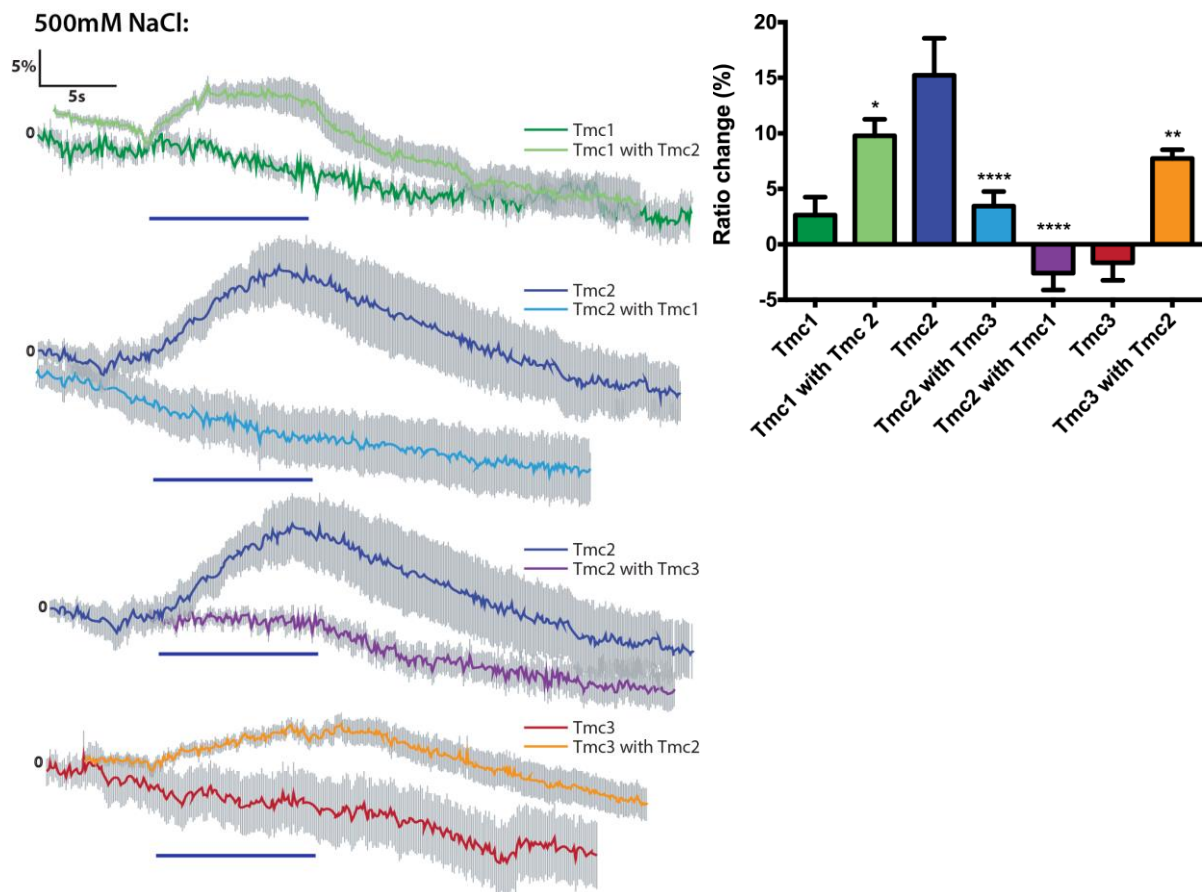 500mM NaCl:
5%
5s
0
Tmc1
Tmc1 with Tmc2
0
Tmc2
Tmc2 with Tmc1
0
Tmc2
Tmc2 with Tmc3
0
Tmc3
Tmc3 with Tmc2
Ratio change (%)
20
15
10
5
0
-5
*
****
****
**
Tmc1
Tmc1 with Tmc 2
Tmc2
Tmc2 with Tmc3
Tmc2 with Tmc1
Tmc3
Tmc3 with Tmc2